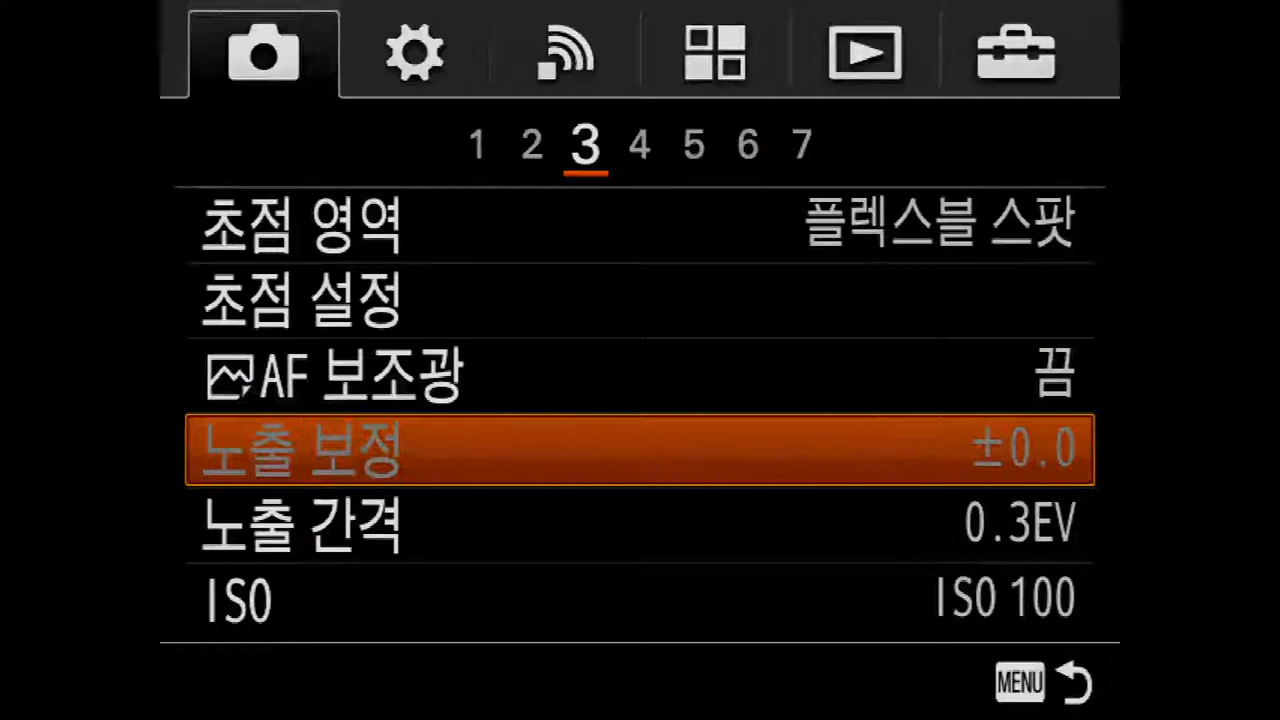 1 2 3 4 5 6 7
초점 영역 플렉스블 스팟
초점 설정
AF 보조광 끔
노출 보정 ±0.0
노출 간격 0.3EV
ISO ISO 100
MENU